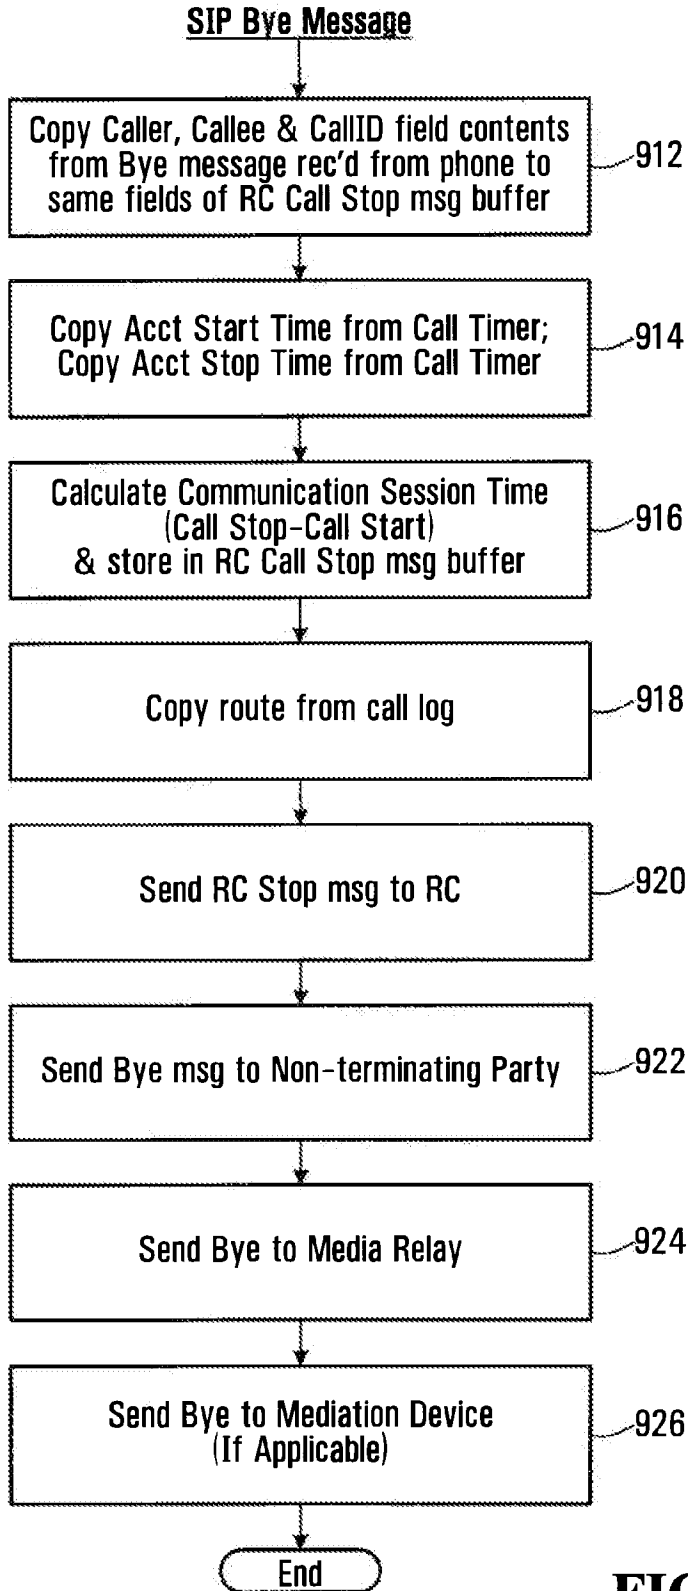 SIP Bye Message
Copy Caller, Callee & CallID field contents
from Bye message rec'd from phone to
same fields of RC Call Stop msg buffer
912
Copy Acct Start Time from Call Timer;
Copy Acct Stop Time from Call Timer
914
Calculate Communication Session Time
(Call Stop-Call Start)
& store in RC Call Stop msg buffer
916
Copy route from call log
918
Send RC Stop msg to RC
920
Send Bye msg to Non-terminating Party
922
Send Bye to Media Relay
924
Send Bye to Mediation Device
(If Applicable)
926
End